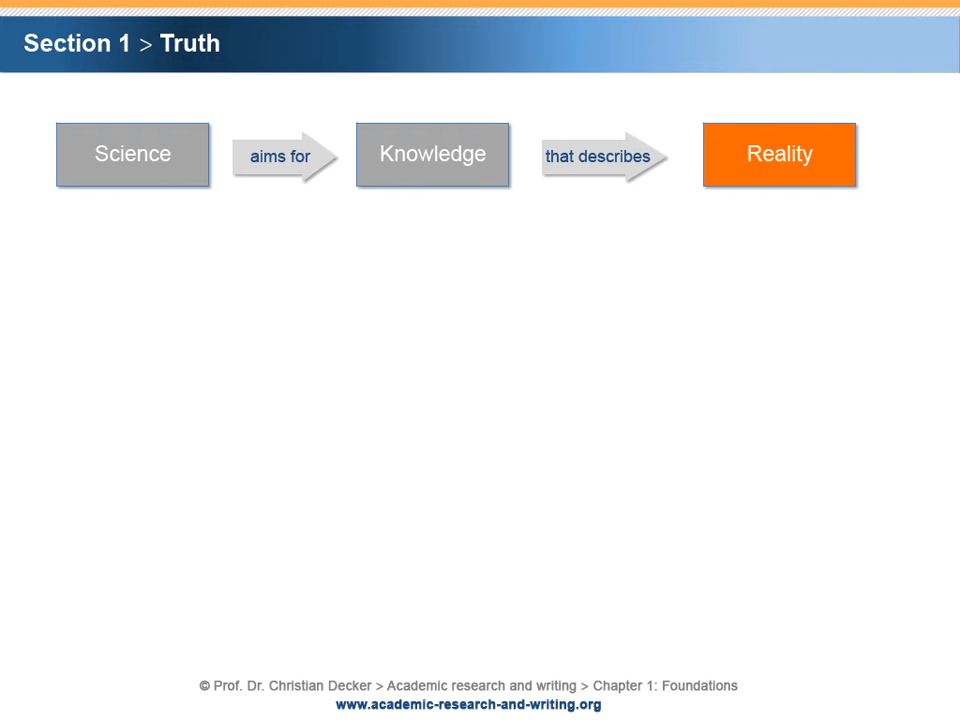 Section 1 > Truth
Science
aims for
Knowledge
that describes
Reality
© Prof. Dr. Christian Decker > Academic research and writing > Chapter 1: Foundations
www.academic-research-and-writing.org